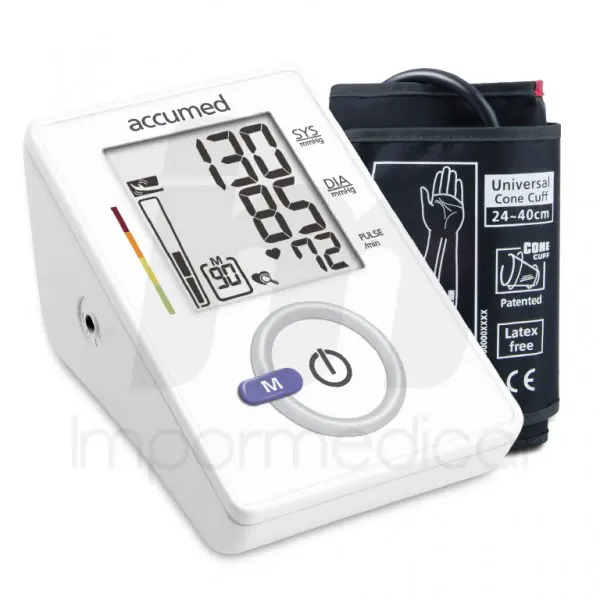 accumed
130
SYS
mmHg
85
DIA
mmHg
72
PULSE
/min
M
90
M
Universal
Cone Cuff
24~40cm
CONE
CUFF
Patented
Latex
free
CE
Impormedical